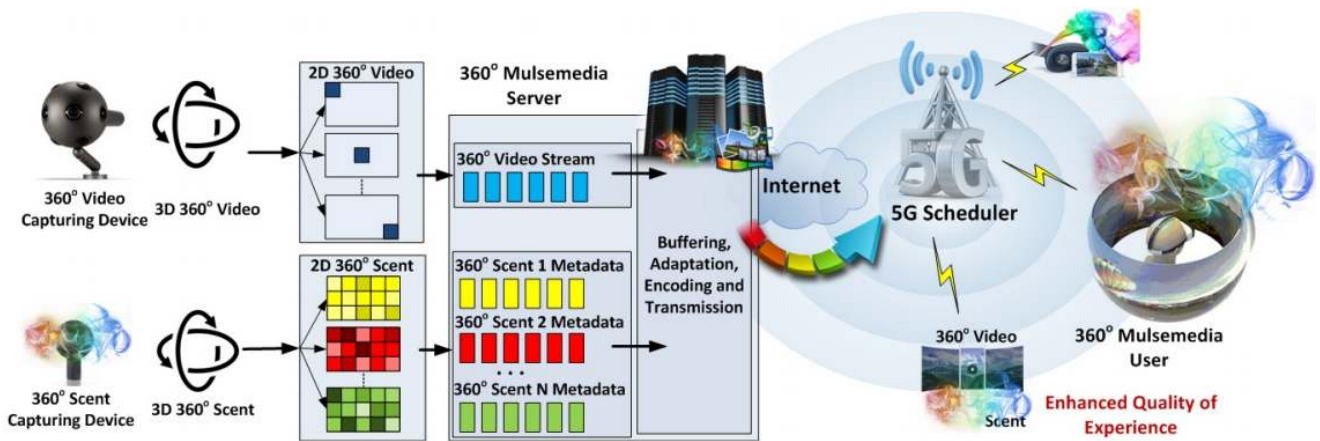 360° Video
Capturing Device
3D 360° Video
2D 360° Video
360° Mulsemedia
Server
360° Video Stream
360° Scent
Capturing Device
3D 360° Scent
2D 360° Scent
360° Scent 1 Metadata
360° Scent 2 Metadata
...
360° Scent N Metadata
Buffering,
Adaptation,
Encoding and
Transmission
Internet
5G
5G Scheduler
360° Video
Scent
360° Mulsemedia
User
Enhanced Quality of
Experience